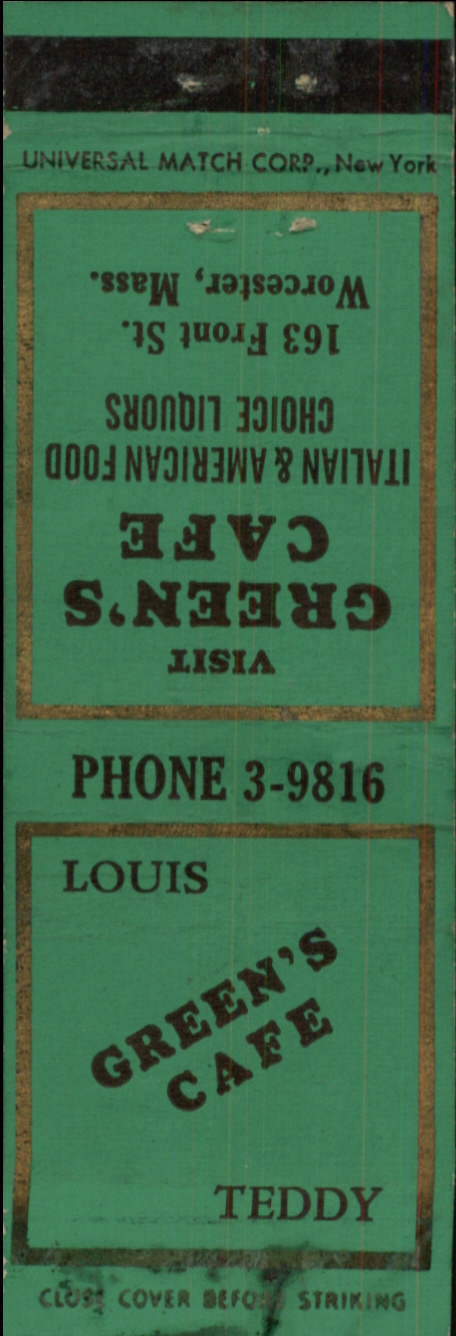 UNIVERSAL MATCH CORP., New York
VISIT
GREEN'S
CAFE
ITALIAN & AMERICAN FOOD
CHOICE LIQUORS
163 Front St.
Worcester, Mass.
PHONE 3-9816
LOUIS
GREEN'S
CAFE
TEDDY
CLOSE COVER BEFORE STRIKING